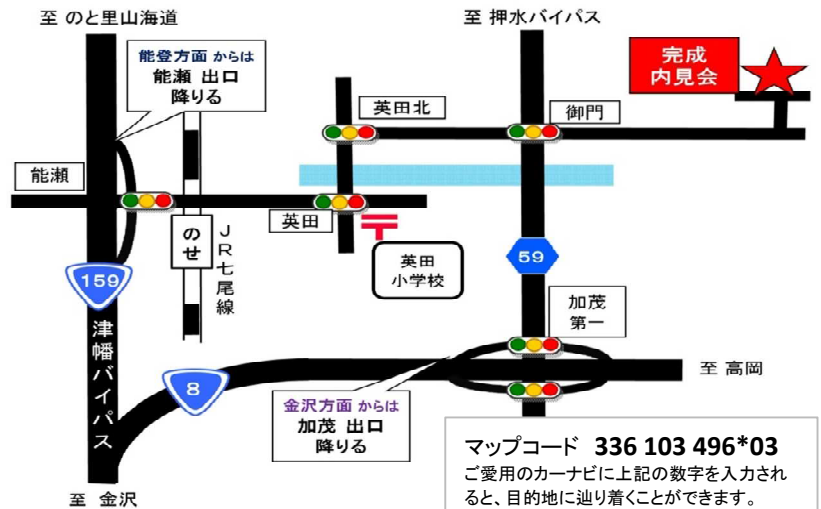 至 のと里山海道
至 押水バイパス
能登方面 からは
能瀬 出口
降りる
完成
内見会
英田北
御門
能瀬
英田
のせ
JR七尾線
英田
小学校
59
159
加茂
第一
津幡バイパス
8
至 高岡
金沢方面 からは
加茂 出口
降りる
至 金沢
マップコード 336 103 496*03
ご愛用のカーナビに上記の数字を入力され
ると、目的地に辿り着くことができます。